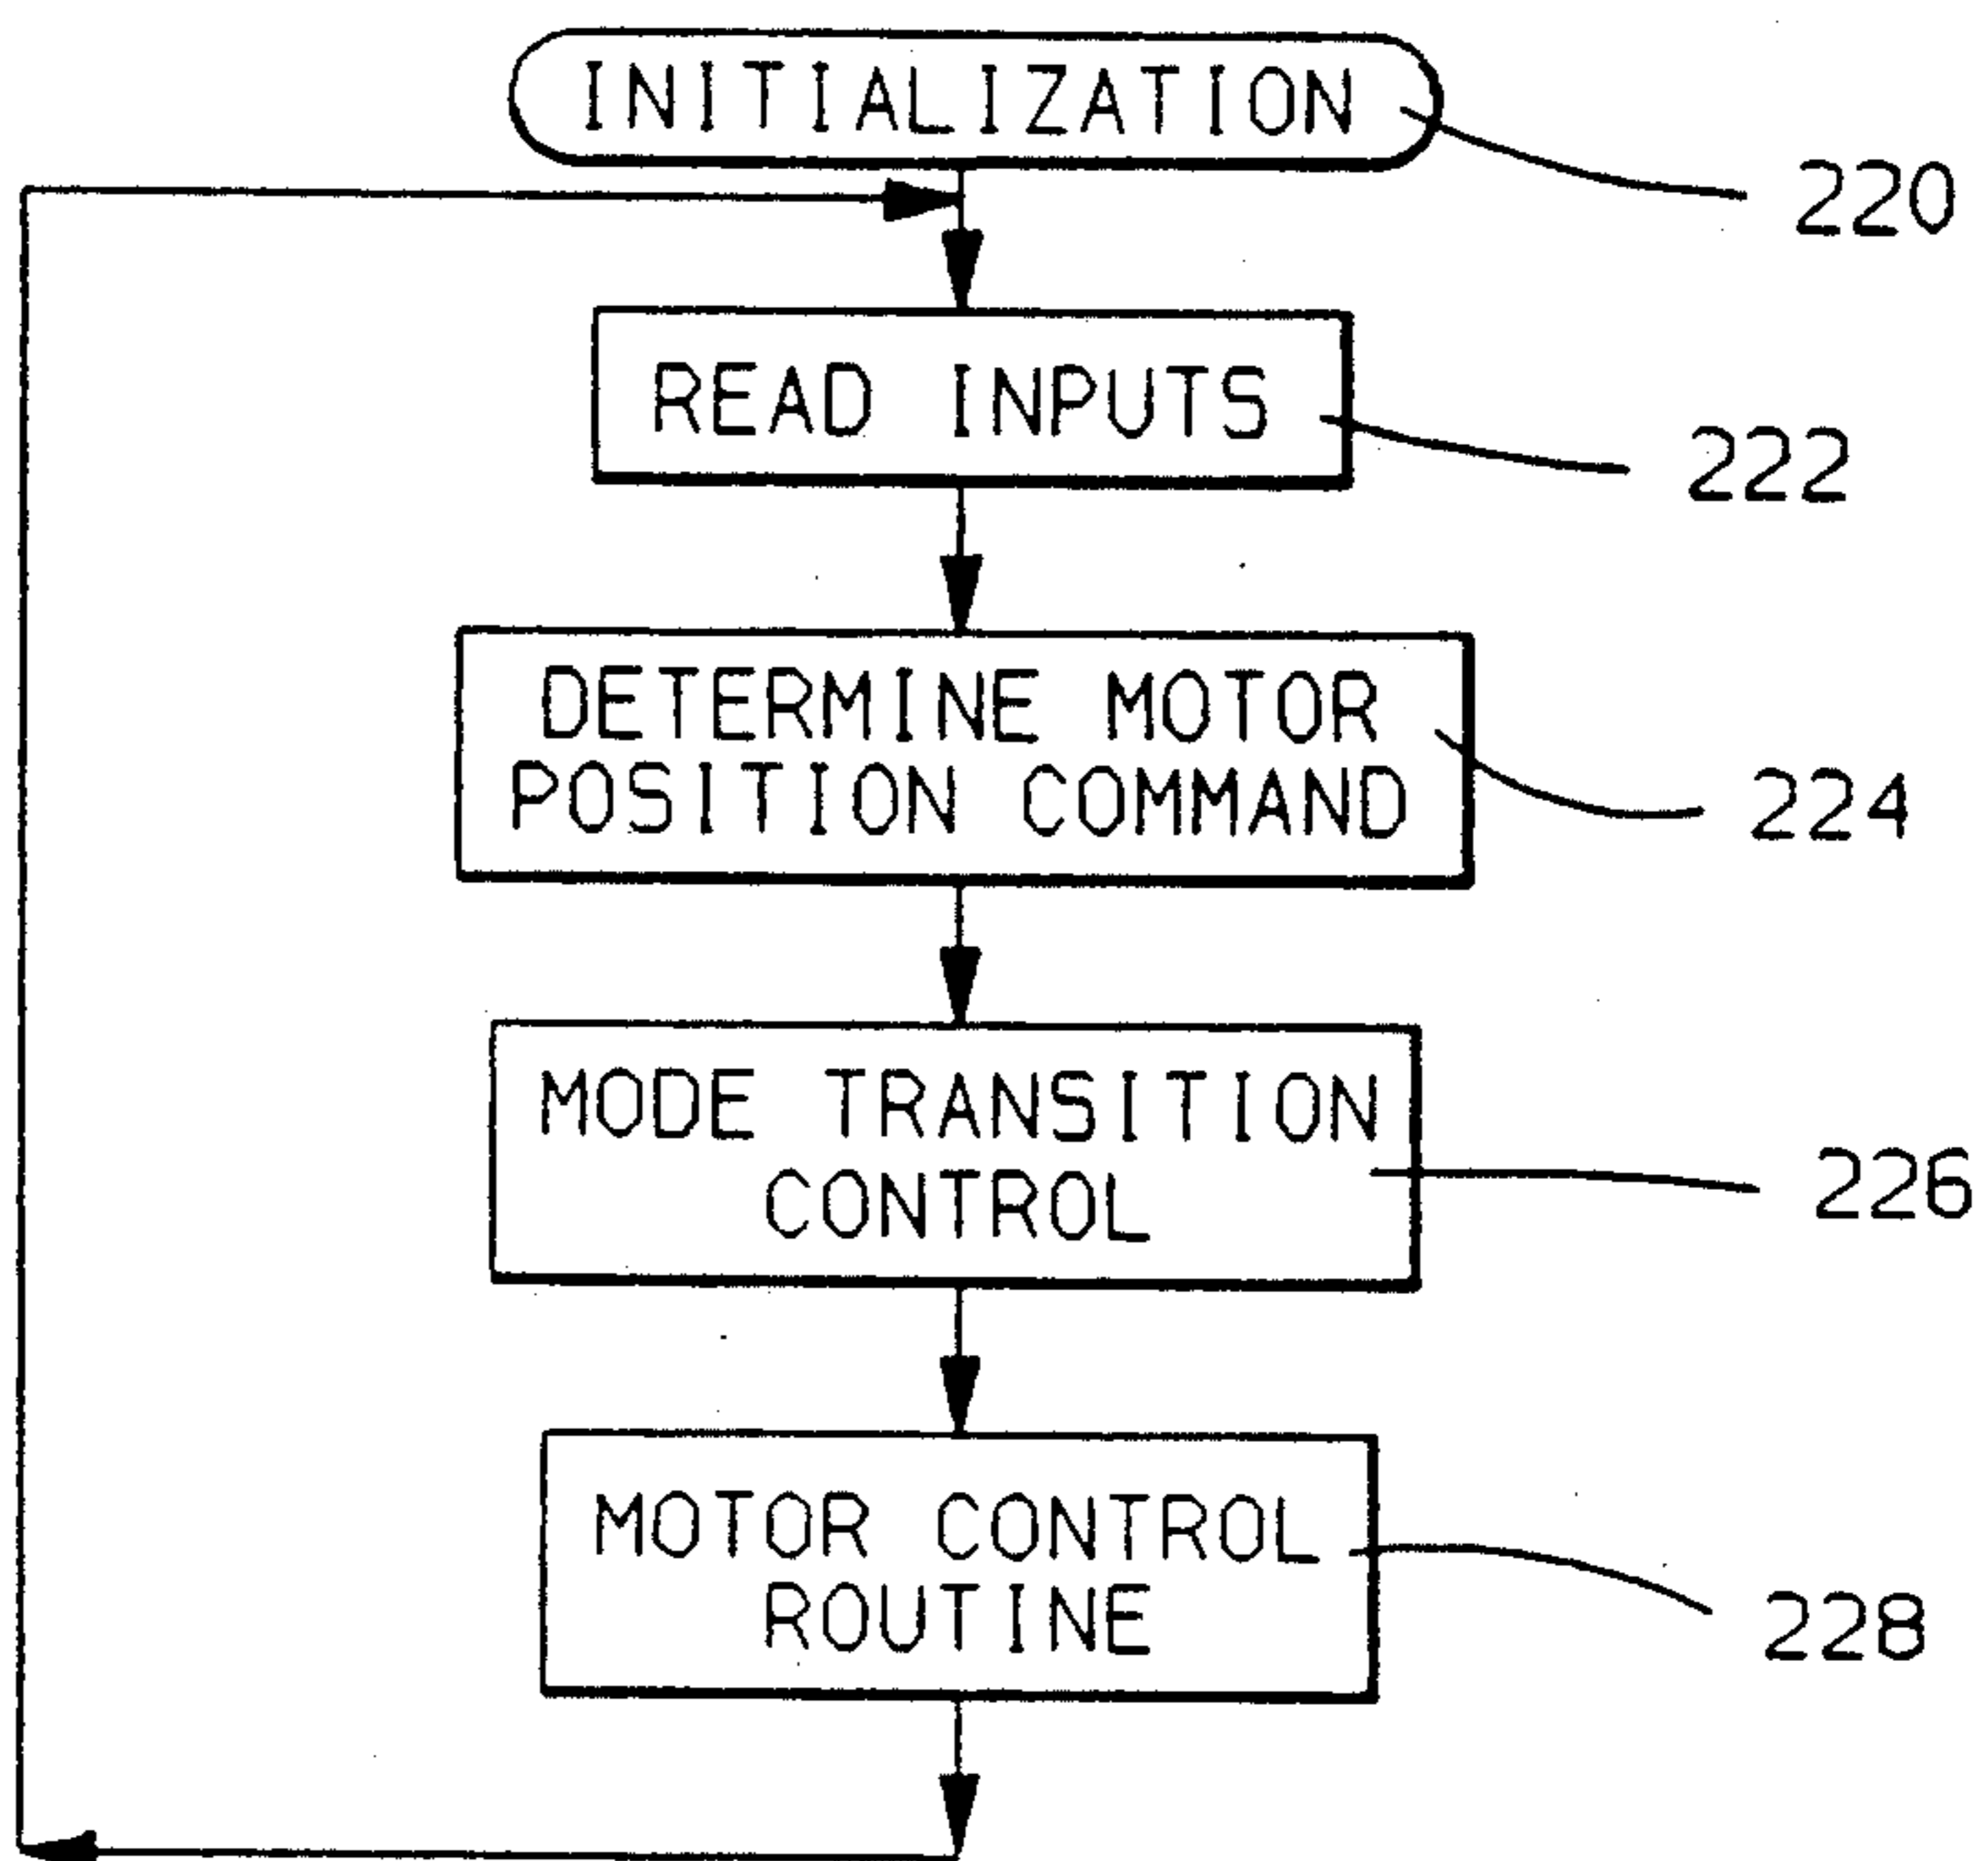 INITIALIZATION
220
READ INPUTS
222
DETERMINE MOTOR
POSITION COMMAND
224
MODE TRANSITION
CONTROL
226
MOTOR CONTROL
ROUTINE
228